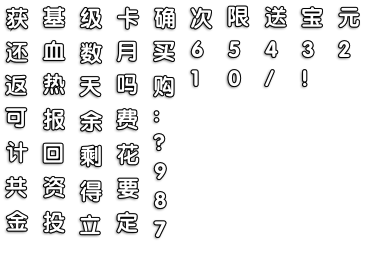 获基级卡确次限送宝元
还血数月买65432
返热天吗购10/!
可报余费:
计回剩花?
共资得要9
金投立定8
7